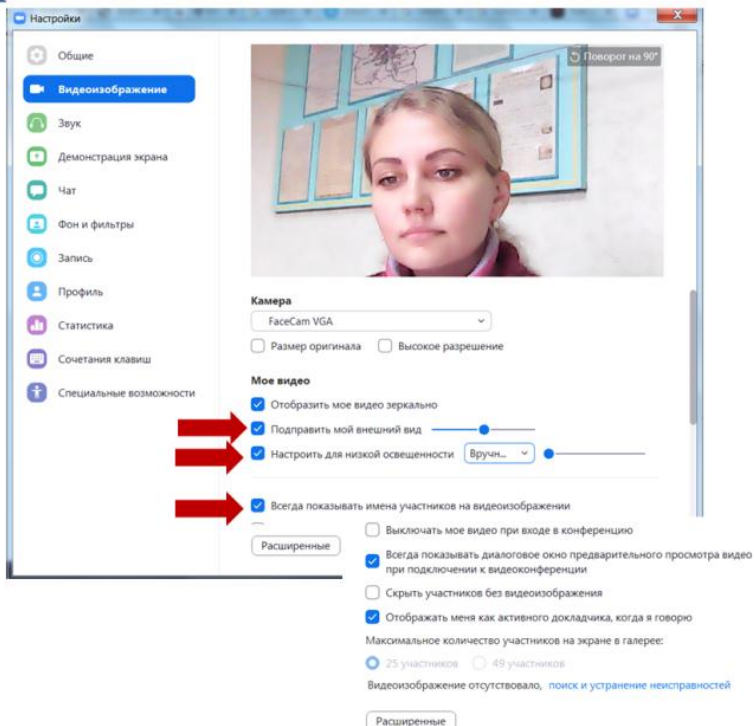 Настройки
Общие
Видеоизображение
Звук
Демонстрация экрана
Чат
Фон и фильтры
Запись
Профиль
Статистика
Сочетания клавиш
Специальные возможности
Поворот на 90°
Камера
FaceCam VGA
Размер оригинала Высокое разрешение
Мое видео
Отобразить мое видео зеркально
Подправить мой внешний вид
Настроить для низкой освещенности Вручн...
Всегда показывать имена участников на видеоизображении
Расширенные
Выключать мое видео при входе в конференцию
Всегда показывать диалоговое окно предварительного просмотра видео
при подключении к видеоконференции
Скрыть участников без видеоизображения
Отображать меня как активного докладчика, когда я говорю
Максимальное количество участников на экране в галерее:
25 участников 49 участников
Видеоизображение отсутствовало, поиск и устранение неисправностей
Расширенные